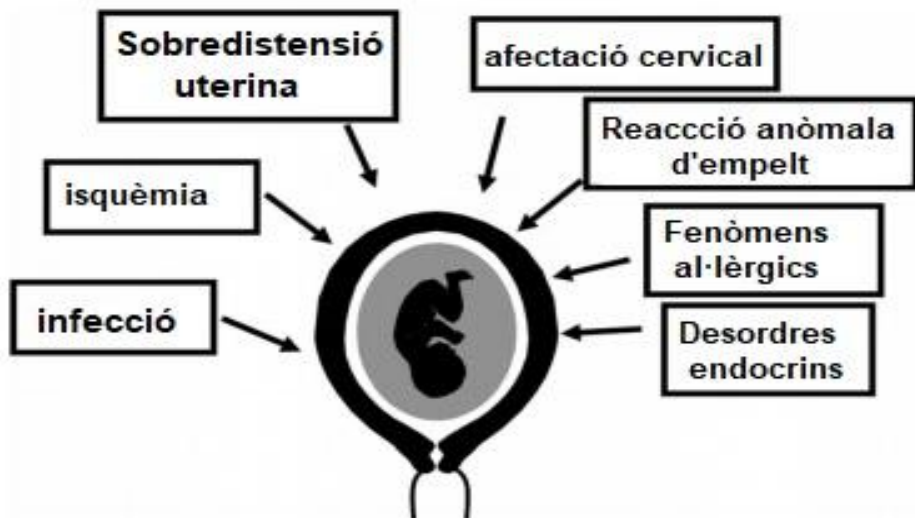 Sobredistensió
uterina
afectació cervical
Reaccció anòmala
d'empelt
isquèmia
Fenòmens
al·lèrgics
infecció
Desordres
endocrins